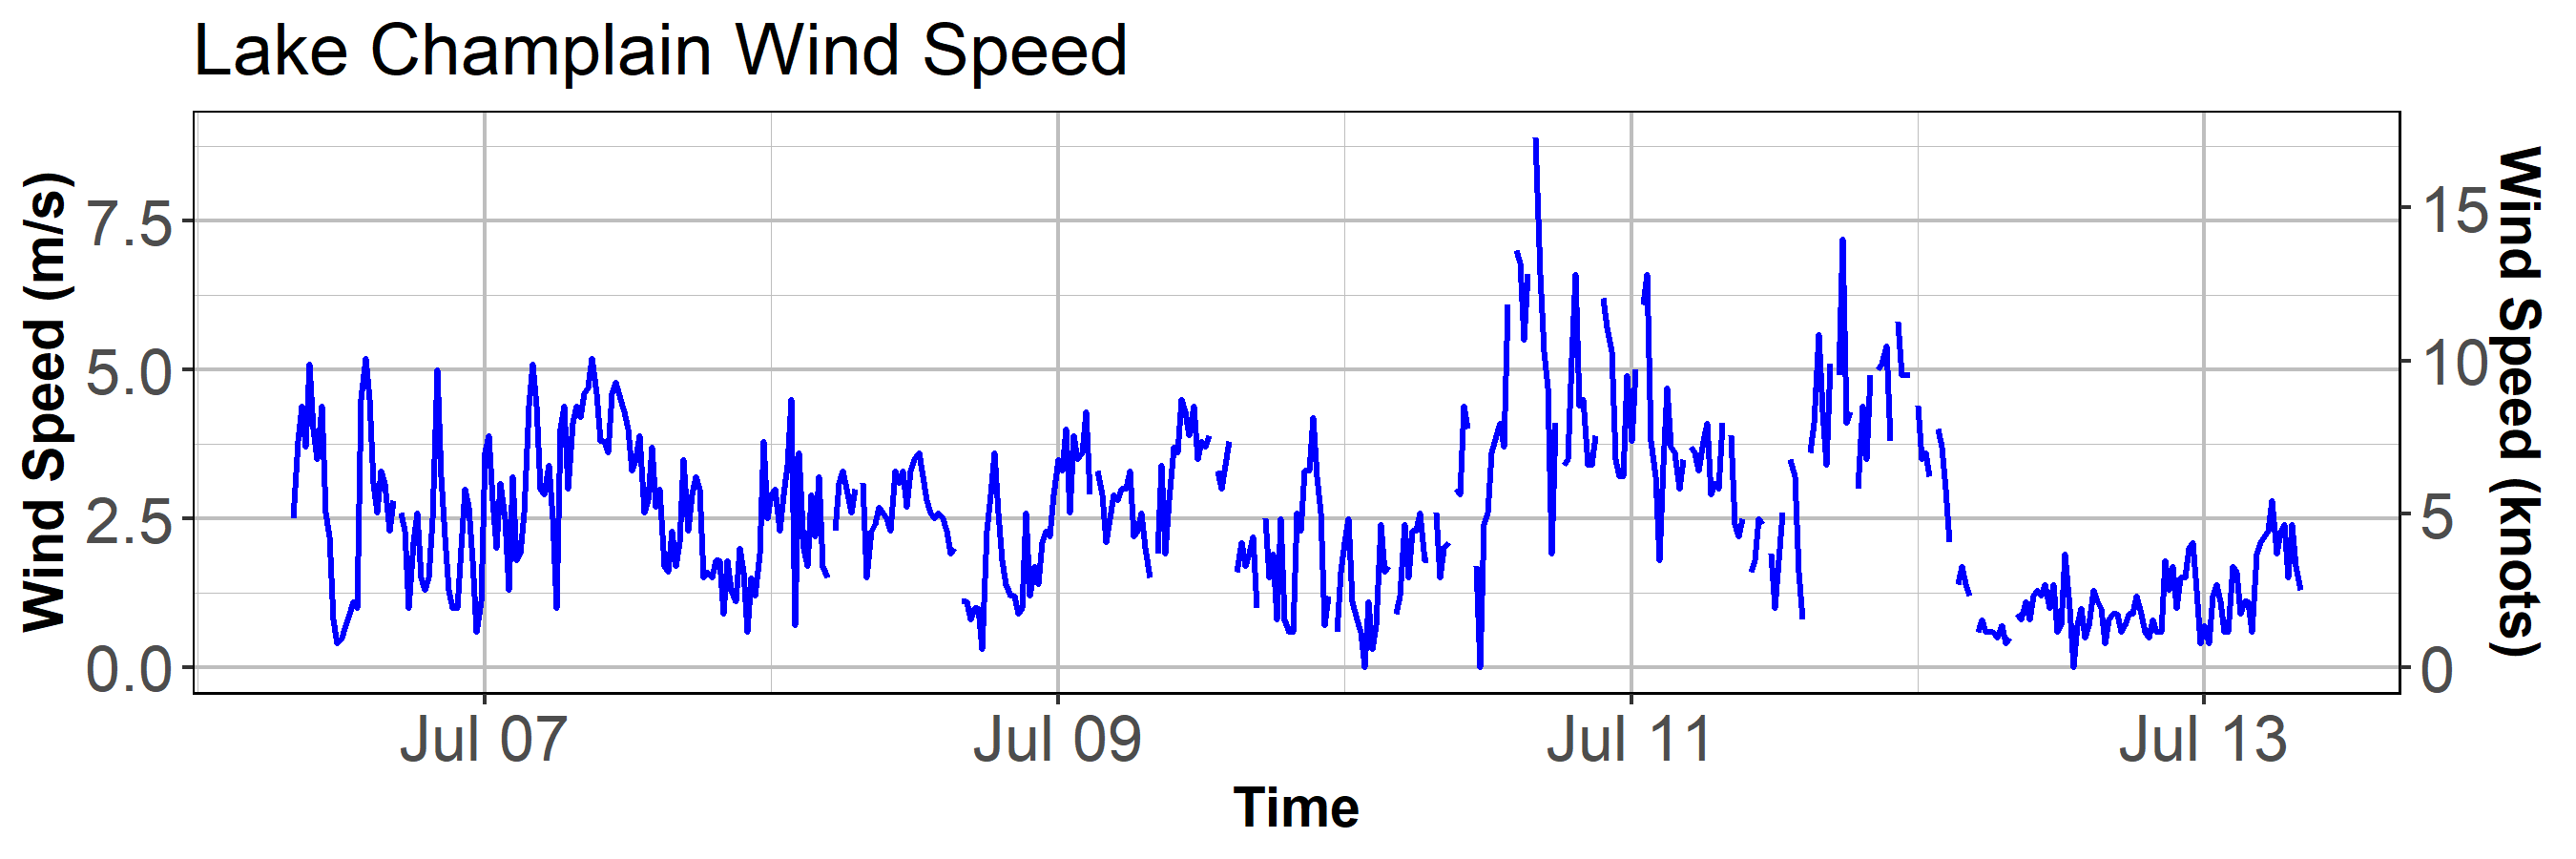 Lake Champlain Wind Speed
Wind Speed (m/s)
7.5
5.0
2.5
0.0
15
10
5
0
Wind Speed (knots)
Jul 07
Jul 09
Jul 11
Jul 13
Time